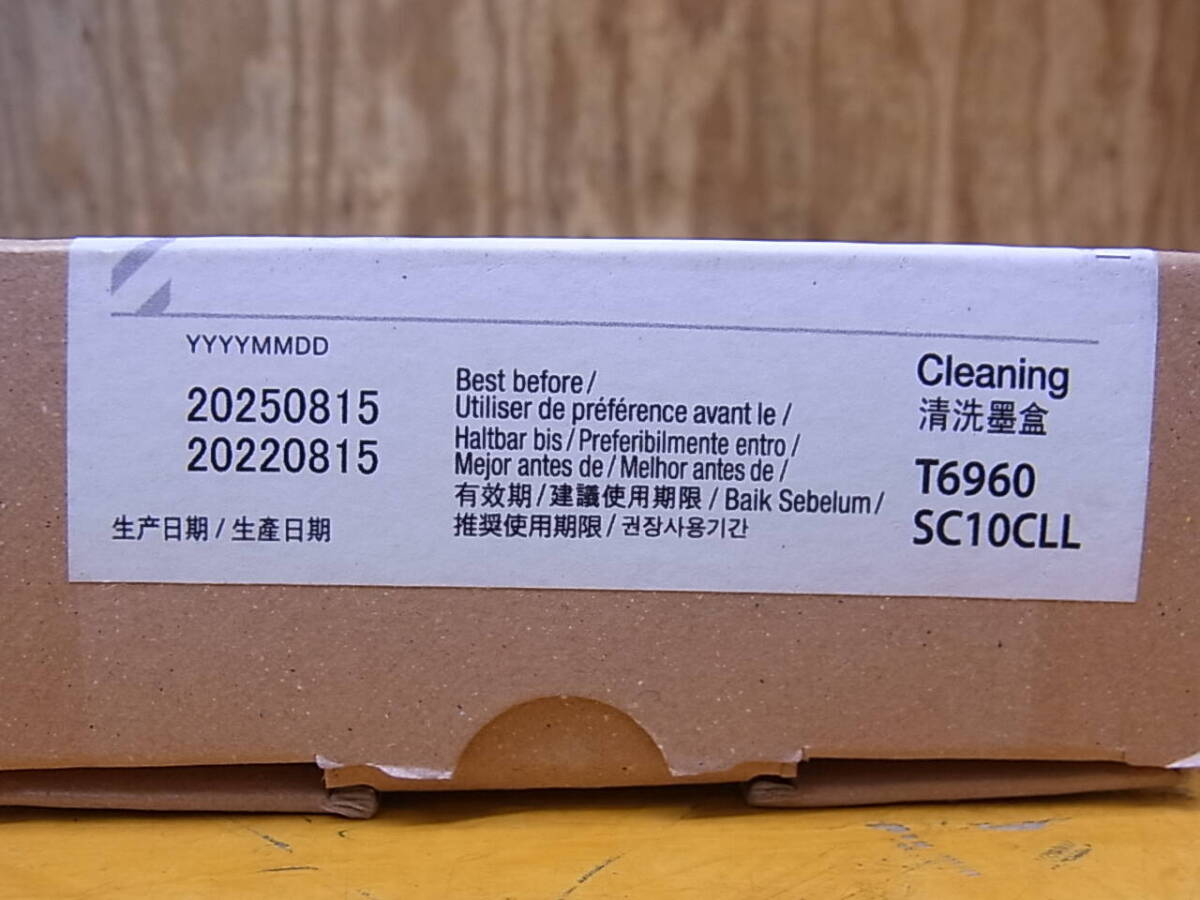 YYYYMMDD
20250815
20220815
生产日期 / 生產日期
Best before /
Utiliser de préférence avant le /
Haltbar bis / Preferibilmente entro /
Mejor antes de / Melhor antes de /
有效期 / 建議使用期限 / Baik Sebelum /
推奨使用期限 / 권장사용기간
Cleaning
清洗墨盒
T6960
SC10CLL